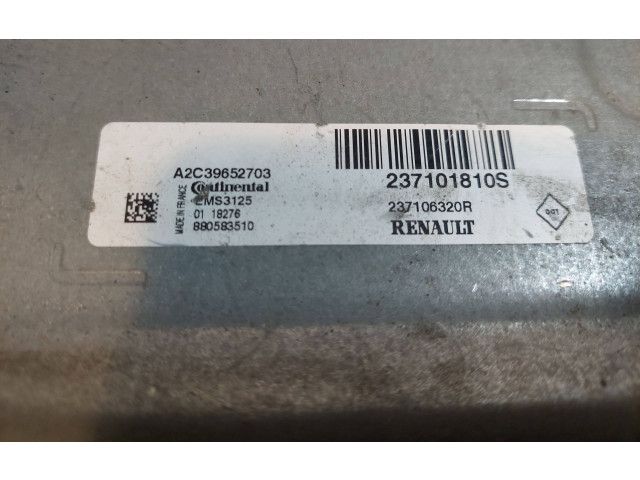 A2C39652703
Continental
EMS3125
01 18276
880583510
MADE IN FRANCE
237101810S
237106320R
RENAULT